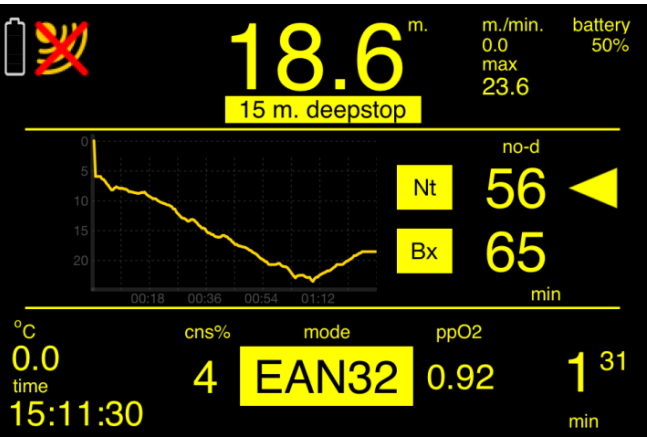 18.6 m.
m./min.
0.0
max
23.6
battery
50%
15 m. deepstop
0
5
10
15
20
00:18 00:36 00:54 01:12
no-d
Nt 56
Bx 65
min
°C
0.0
time
15:11:30
cns%
4
mode
EAN32
ppO2
0.92
1 31
min